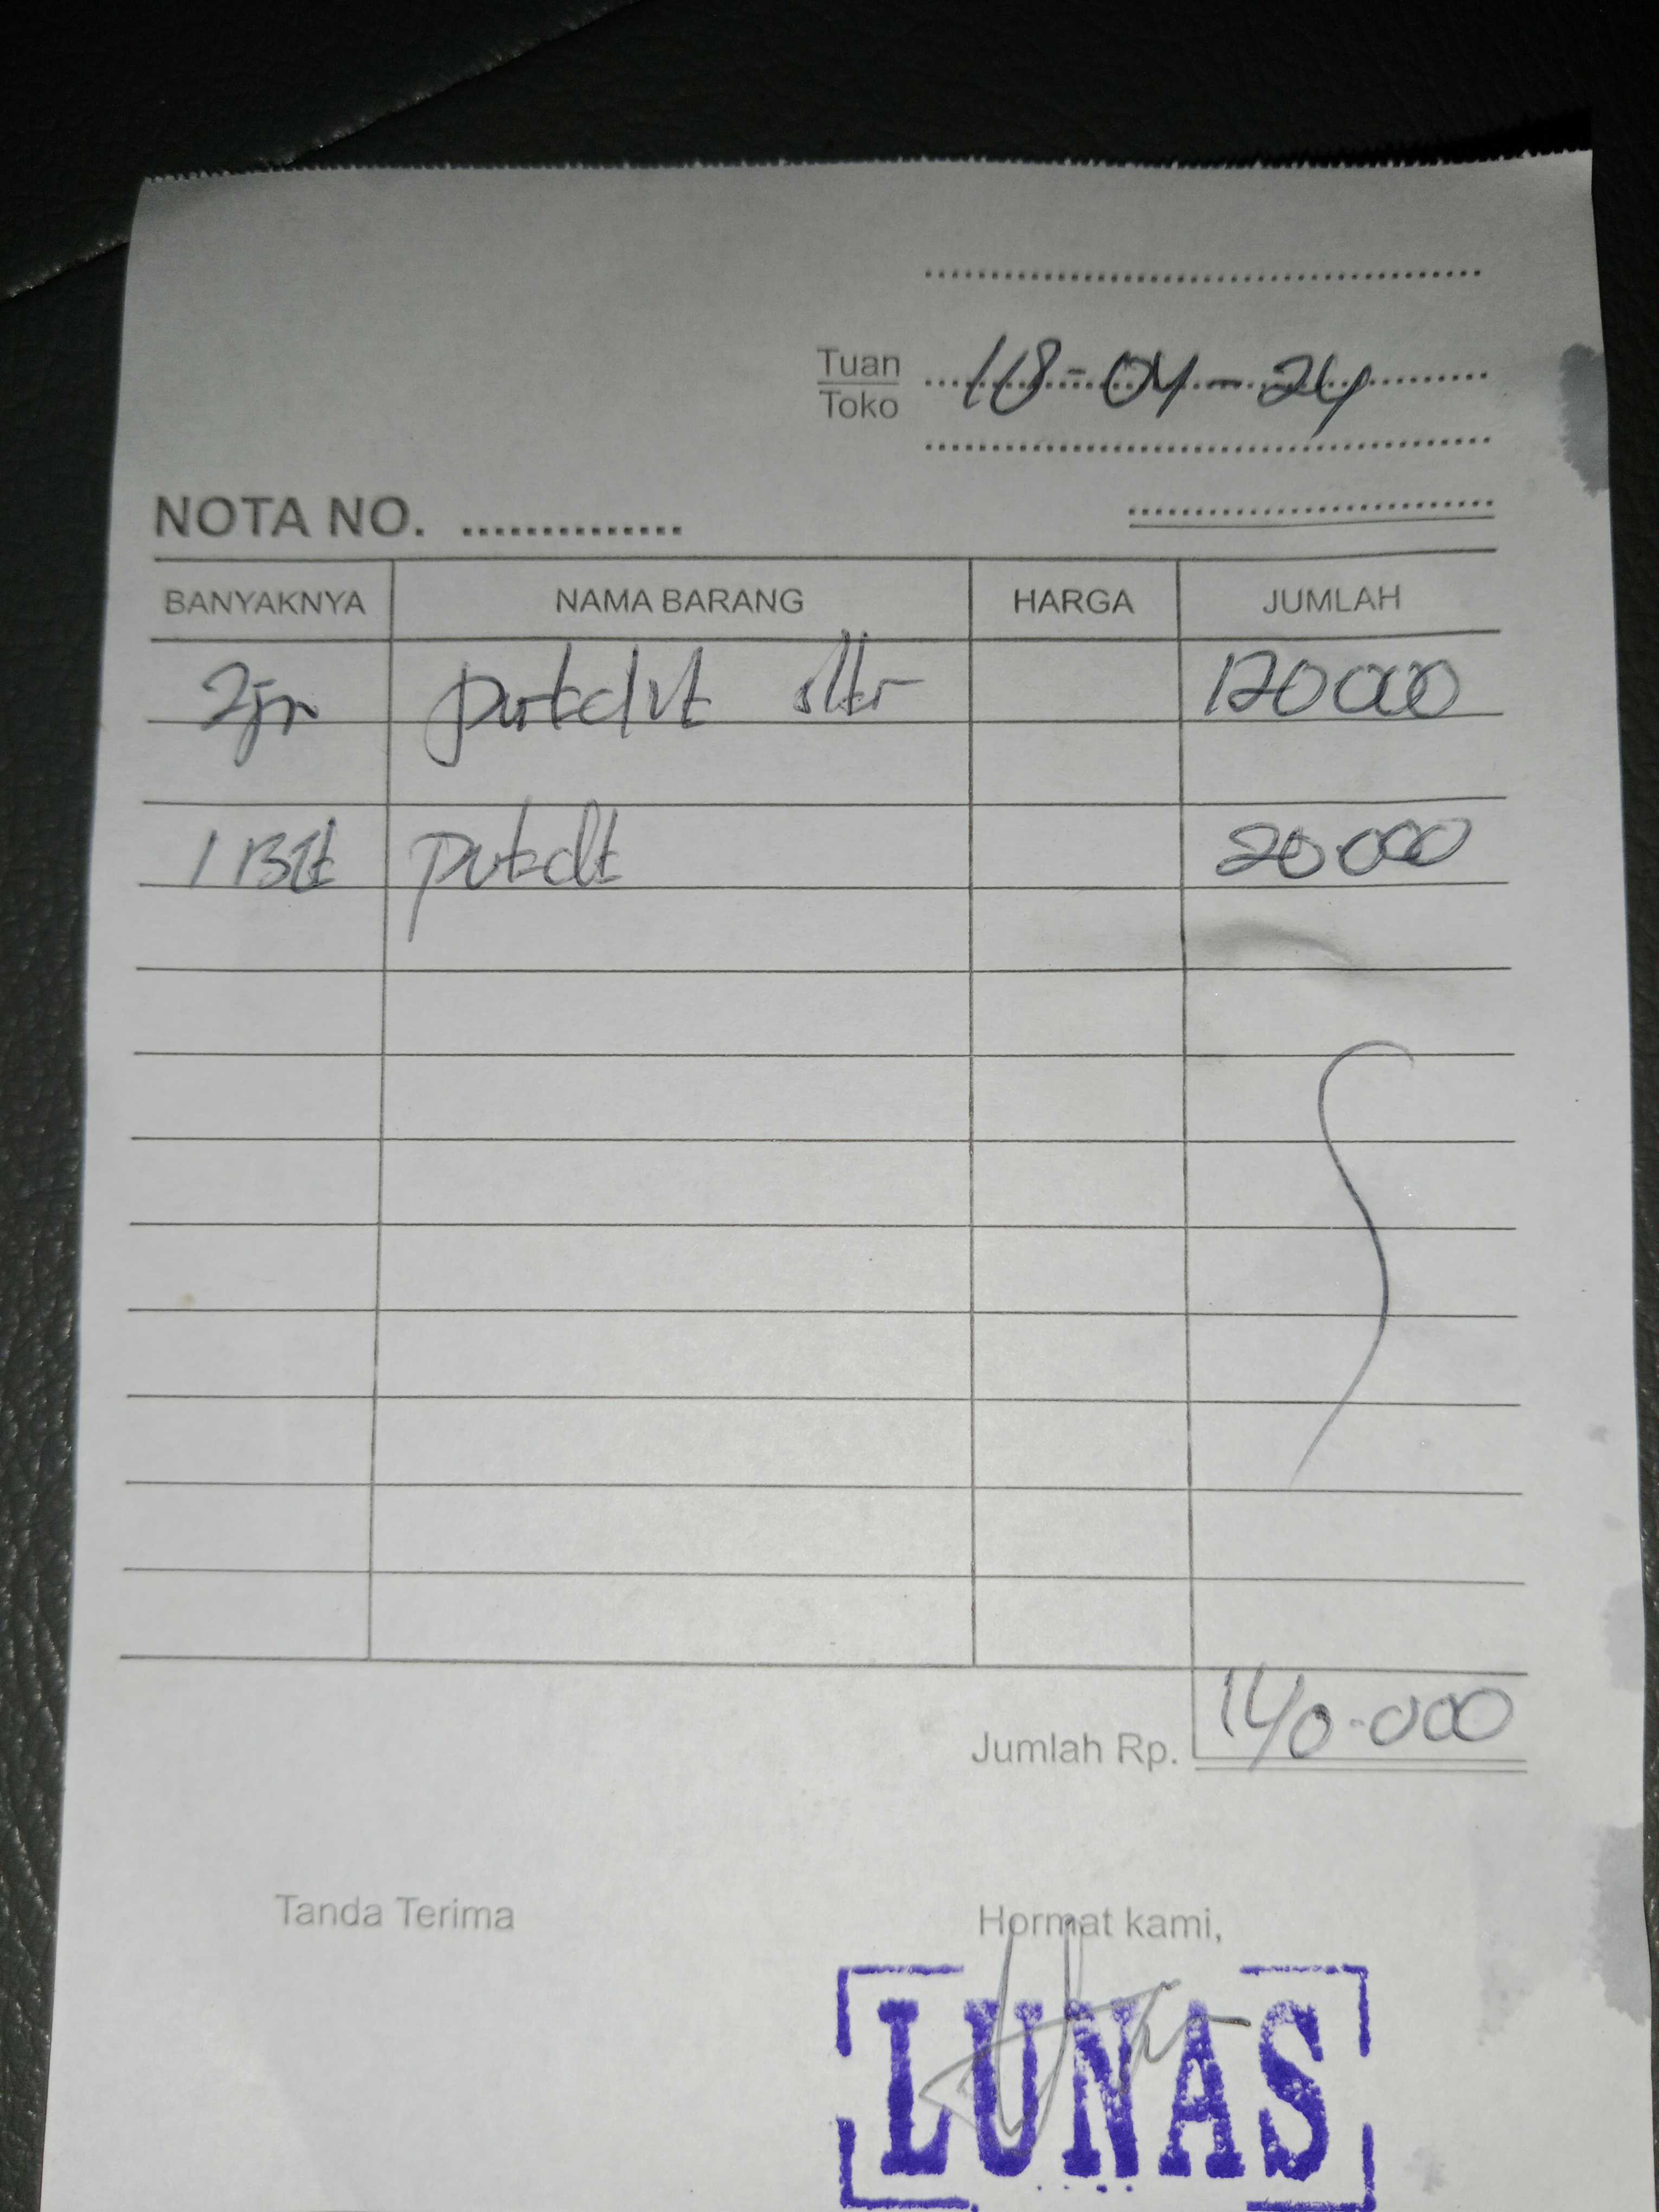 Tuan
Toko
18-04-24
NOTA NO.
BANYAKNYA NAMA BARANG HARGA JUMLAH
120000
20000
Jumlah Rp. 140.000
Tanda Terima Hormat kami,
LUNAS